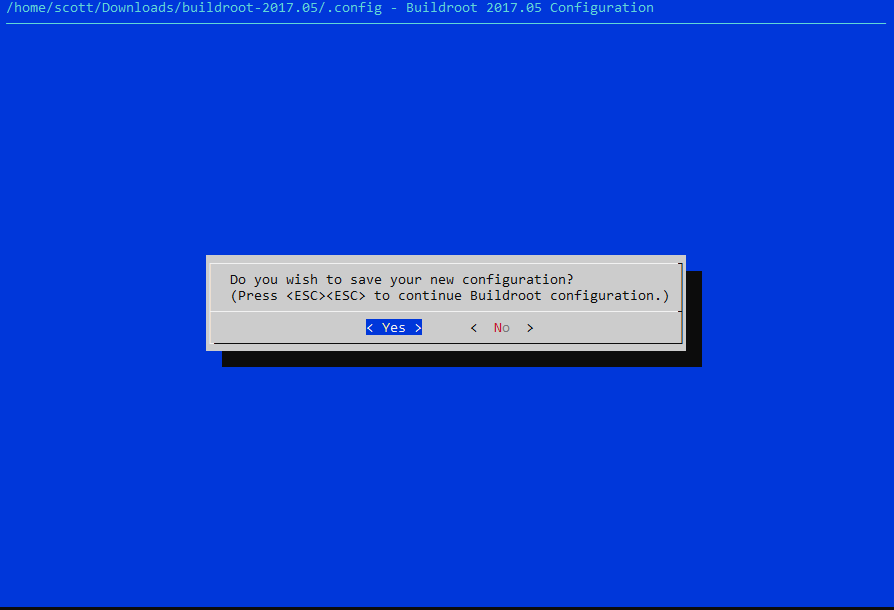 /home/scott/Downloads/buildroot-2017.05/.config - Buildroot 2017.05 Configuration
Do you wish to save your new configuration?
(Press <ESC><ESC> to continue Buildroot configuration.)
< Yes > < No >